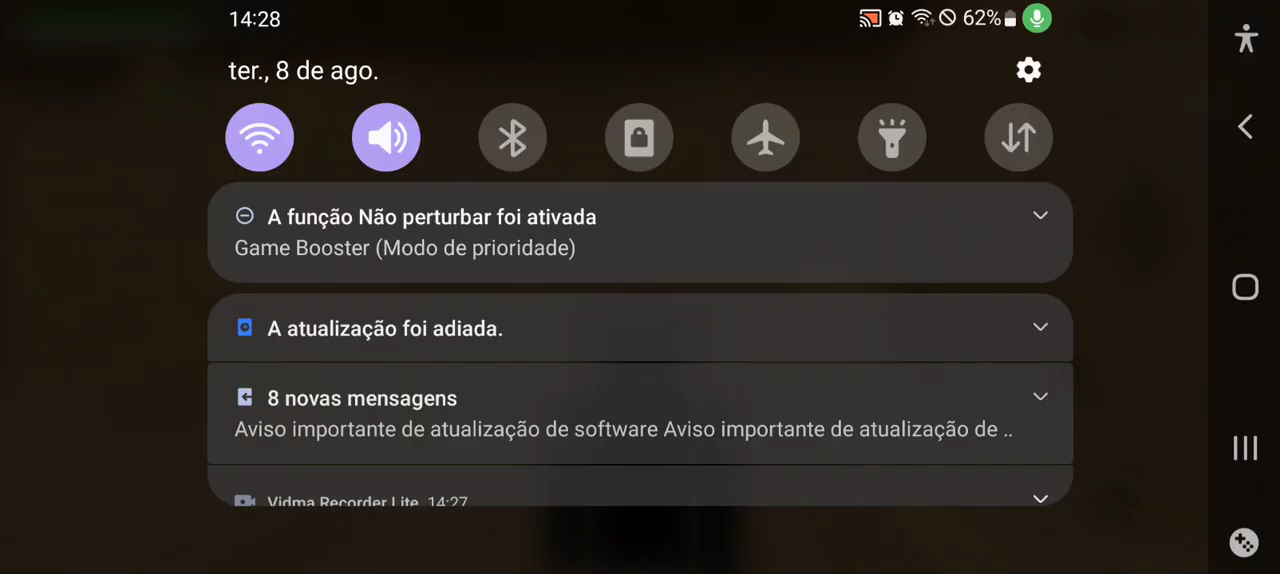 14:28
62%
ter., 8 de ago.
A função Não perturbar foi ativada
Game Booster (Modo de prioridade)
A atualização foi adiada.
8 novas mensagens
Aviso importante de atualização de software Aviso importante de atualização de ..
Vidma Recorder Lite 14:27